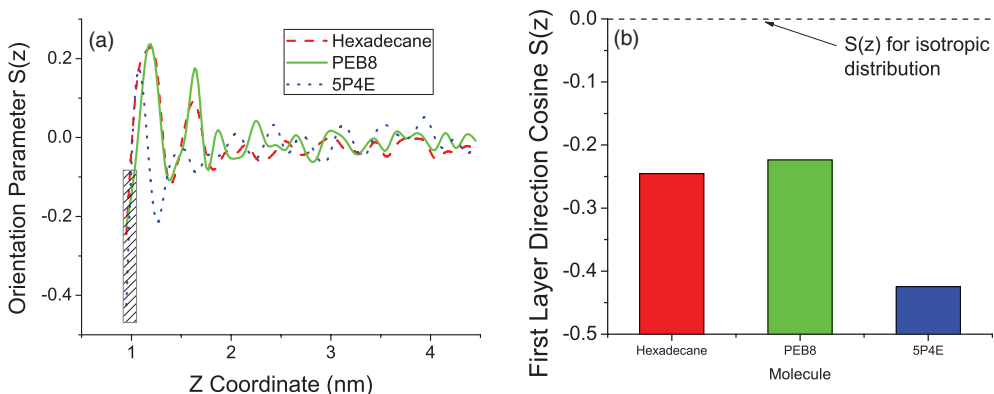 (a)
Hexadecane
PEB8
5P4E
Orientation Parameter S(z)
0.2
0.0
-0.2
-0.4
1
2
3
4
Z Coordinate (nm)
(b)
S(z) for isotropic
distribution
First Layer Direction Cosine S(z)
0.0
-0.1
-0.2
-0.3
-0.4
-0.5
Hexadecane
PEB8
5P4E
Molecule